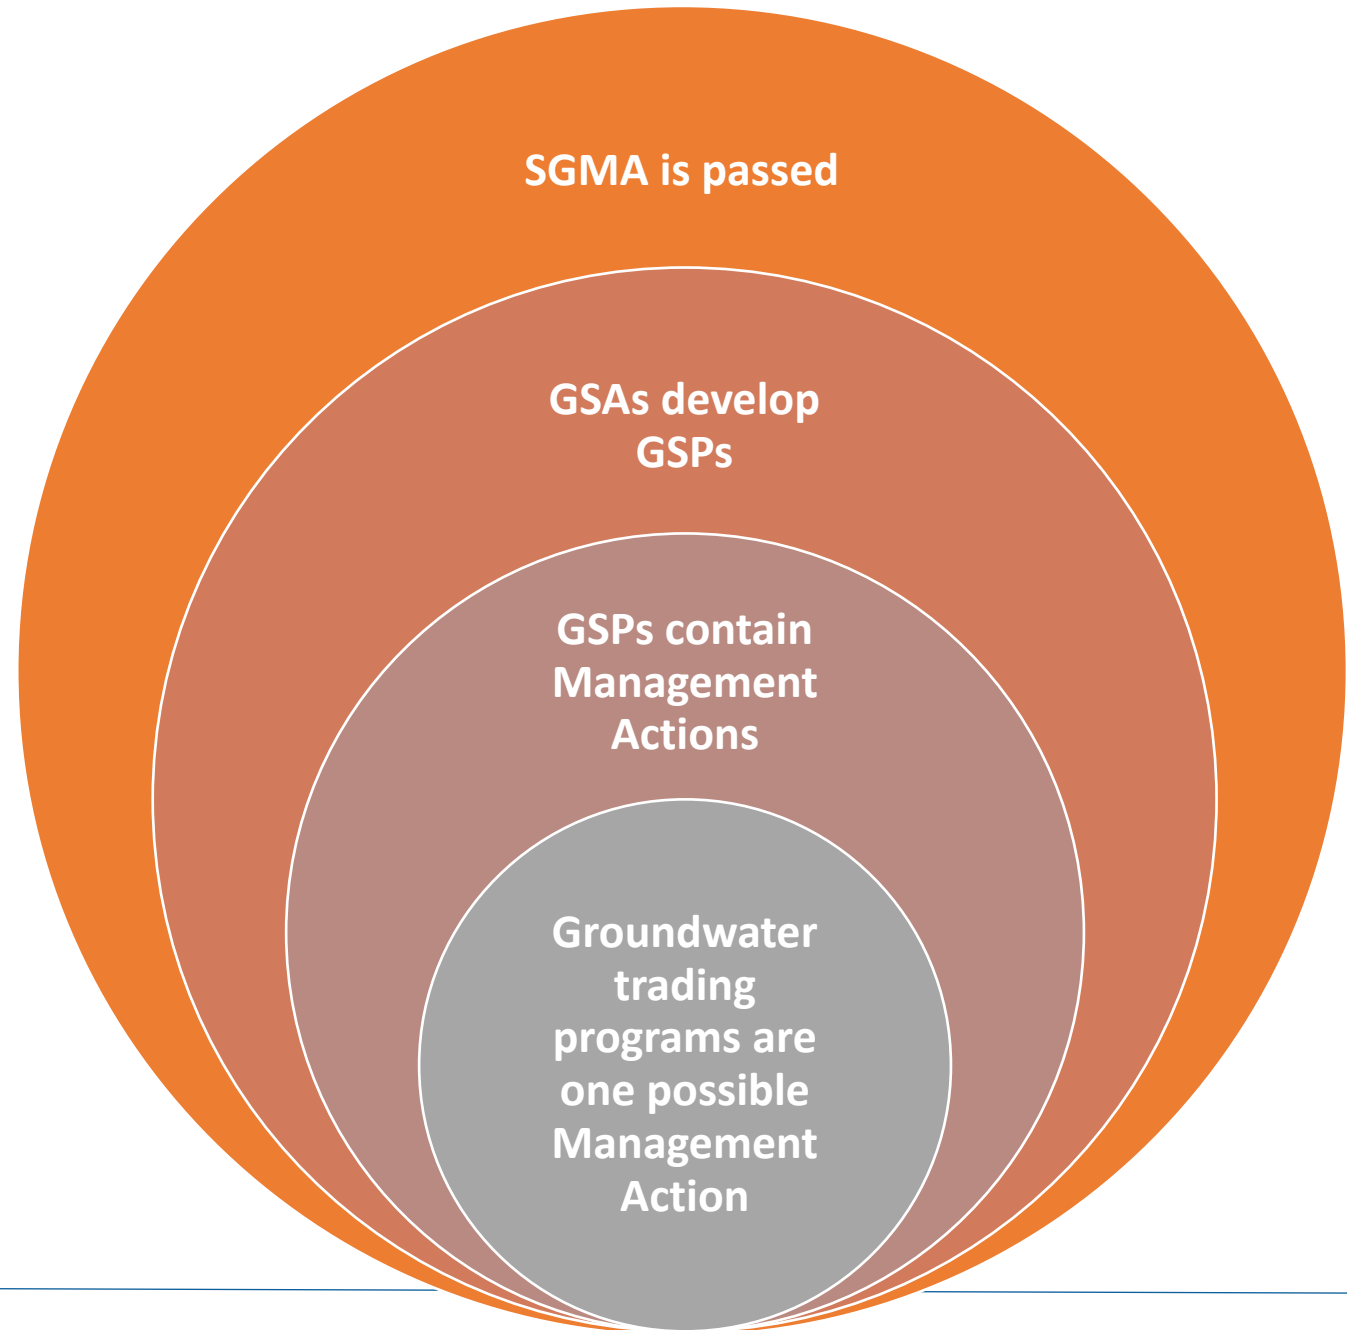 SGMA is passed
GSAs develop
GSPs
GSPs contain
Management
Actions
Groundwater
trading
programs are
one possible
Management
Action